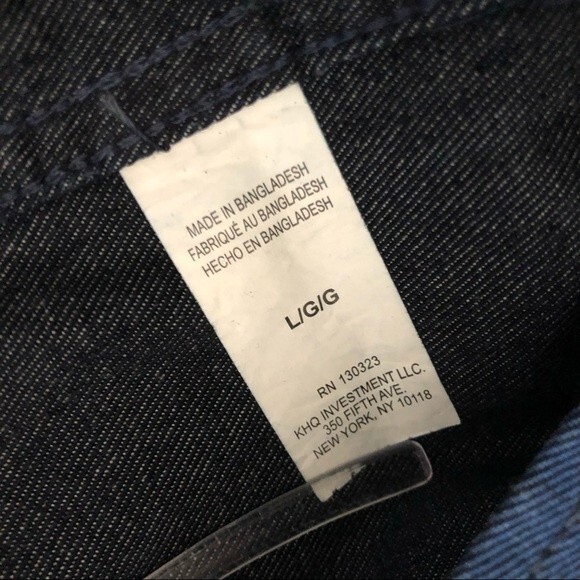 MADE IN BANGLADESH
FABRIQUÉ AU BANGLADESH
HECHO EN BANGLADESH
L/G/G
RN 130323
KHQ INVESTMENT LLC.
350 FIFTH AVE.
NEW YORK, NY 10118